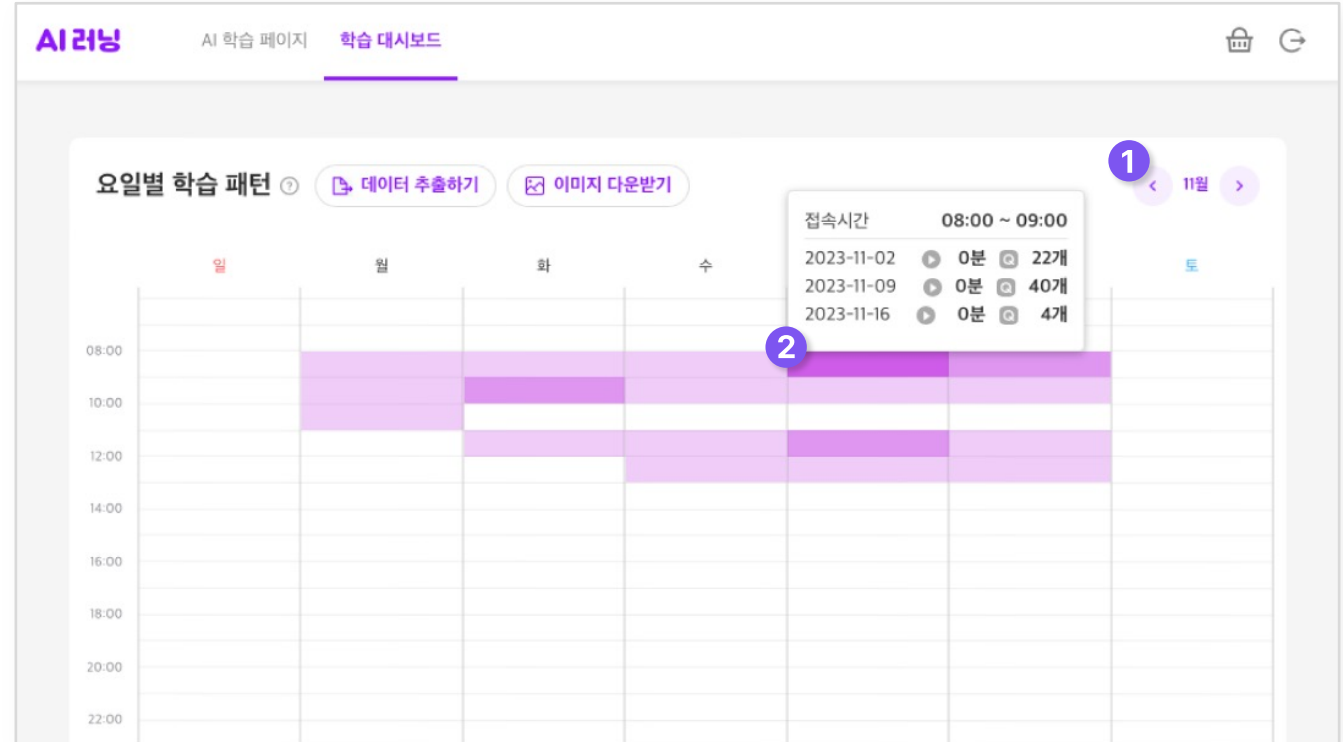 AI 러닝 AI 학습 페이지 학습 대시보드
요일별 학습 패턴 ? 데이터 추출하기 이미지 다운받기
1
< 11월 >
접속시간 08:00 ~ 09:00
2023-11-02 0분 Q 22개
2023-11-09 0분 Q 40개
2023-11-16 0분 Q 4개
일 월 화 수 토
2
08:00
10:00
12:00
14:00
16:00
18:00
20:00
22:00